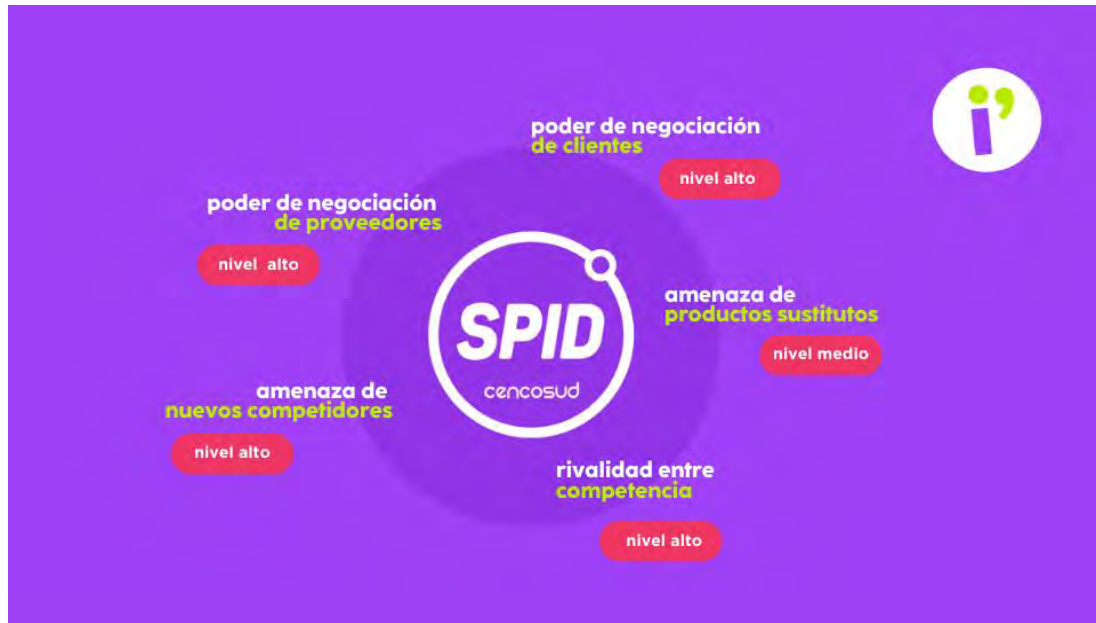 i’
poder de negociación
de clientes
nivel alto
poder de negociación
de proveedores
nivel alto
SPID
cencosud
amenaza de
productos sustitutos
nivel medio
amenaza de
nuevos competidores
nivel alto
rivalidad entre
competencia
nivel alto